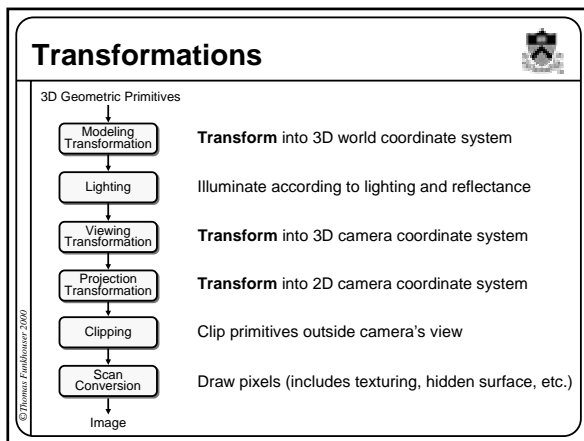 Transformations
3D Geometric Primitives
Modeling
Transformation
Transform into 3D world coordinate system
Lighting
Illuminate according to lighting and reflectance
Viewing
Transformation
Transform into 3D camera coordinate system
Projection
Transformation
Transform into 2D camera coordinate system
Clipping
Clip primitives outside camera's view
Scan
Conversion
Draw pixels (includes texturing, hidden surface, etc.)
Image
©Thomas Funkhouser 2000